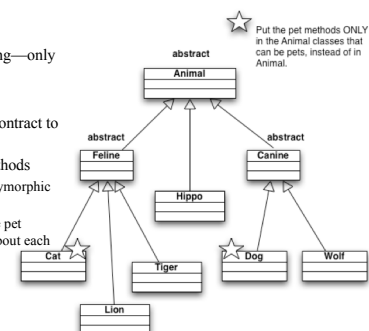 Put the pet methods ONLY
in the Animal classes that
can be pets, instead of in
Animal.
ng—only
abstract
Animal
ontract to
abstract
abstract
Feline
Canine
hods
ymorphic
Hippo
pet
bout each
Cat
Dog
Wolf
Tiger
Lion